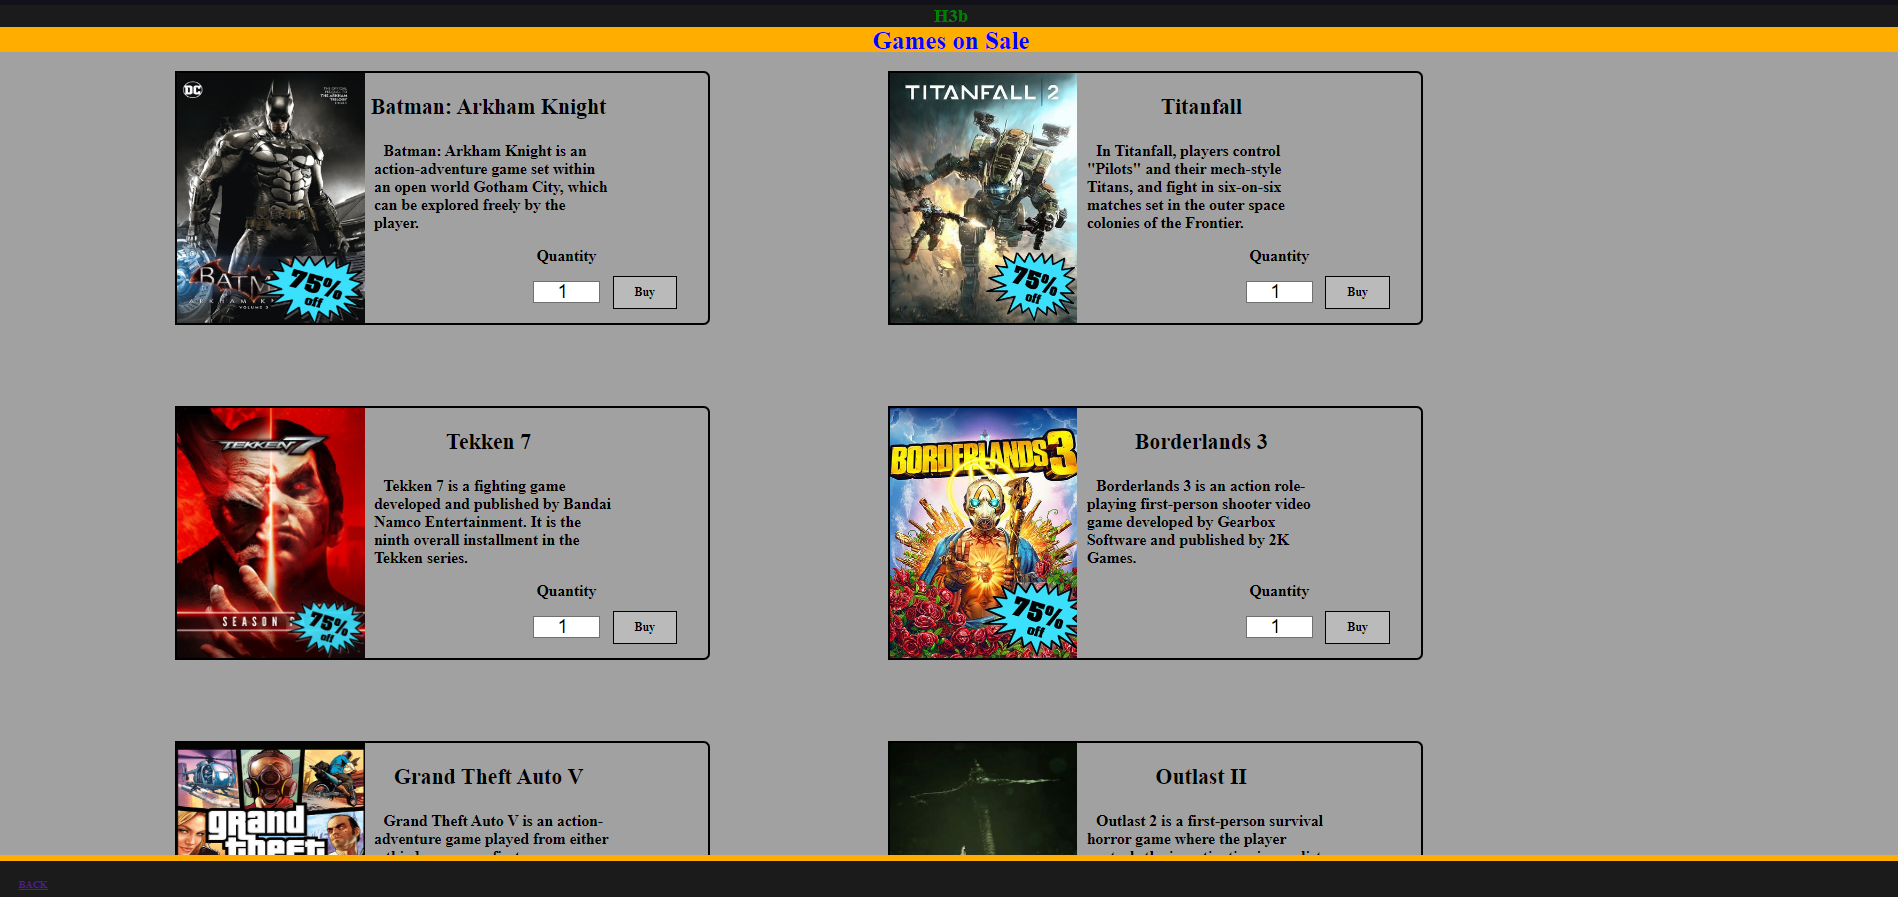 H3b
Games on Sale
DC
BATM
75%
off
Batman: Arkham Knight
Batman: Arkham Knight is an
action-adventure game set within
an open world Gotham City, which
can be explored freely by the
player.
Quantity
1
Buy
TITANFALL 2
75%
off
Titanfall
In Titanfall, players control
"Pilots" and their mech-style
Titans, and fight in six-on-six
matches set in the outer space
colonies of the Frontier.
Quantity
1
Buy
TEKKEN 7
SEASON
75%
off
Tekken 7
Tekken 7 is a fighting game
developed and published by Bandai
Namco Entertainment. It is the
ninth overall installment in the
Tekken series.
Quantity
1
Buy
BORDERLANDS 3
75%
off
Borderlands 3
Borderlands 3 is an action role-
playing first-person shooter video
game developed by Gearbox
Software and published by 2K
Games.
Quantity
1
Buy
grand
theft
Grand Theft Auto V
Grand Theft Auto V is an action-
adventure game played from either
Outlast II
Outlast 2 is a first-person survival
horror game where the player
BACK